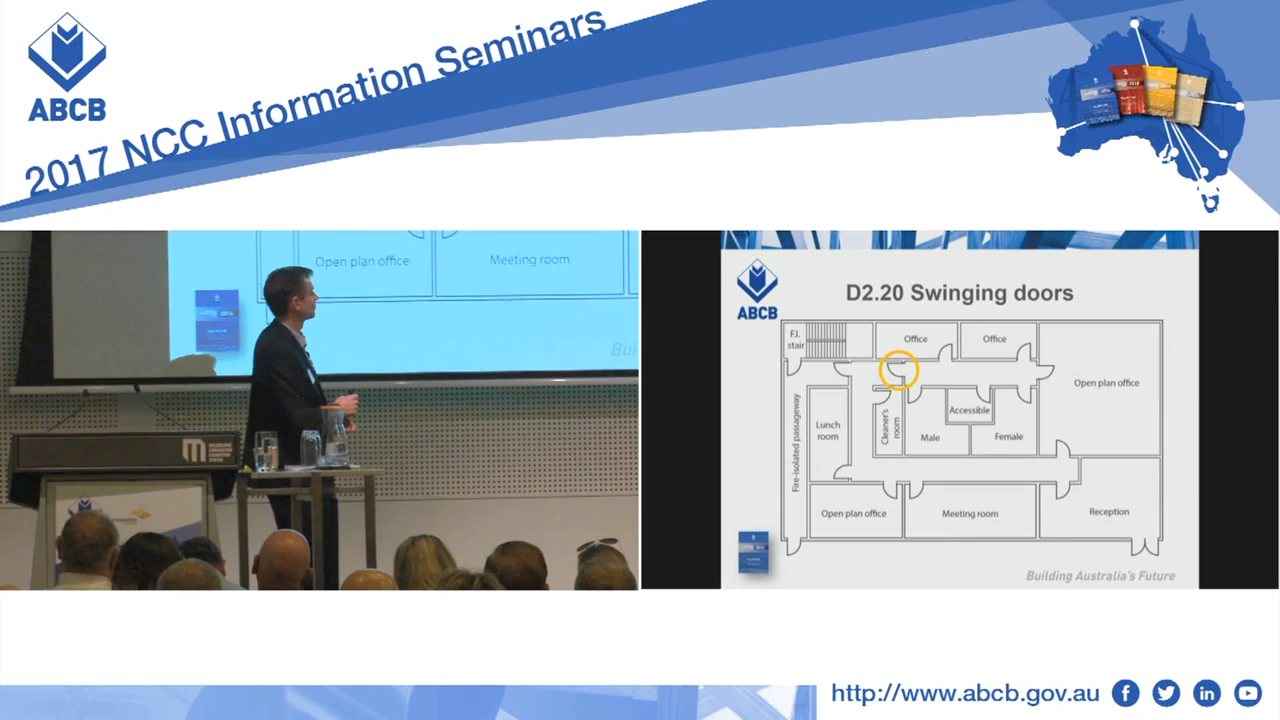 ABCB
2017 NCC Information Seminars
Open plan office
Meeting room
ABCB
D2.20 Swinging doors
F.I.
stair
Office
Office
Open plan office
Fire-isolated passageway
Lunch
room
Cleaner's
room
Accessible
Male
Female
Open plan office
Meeting room
Reception
Building Australia's Future
http://www.abcb.gov.au